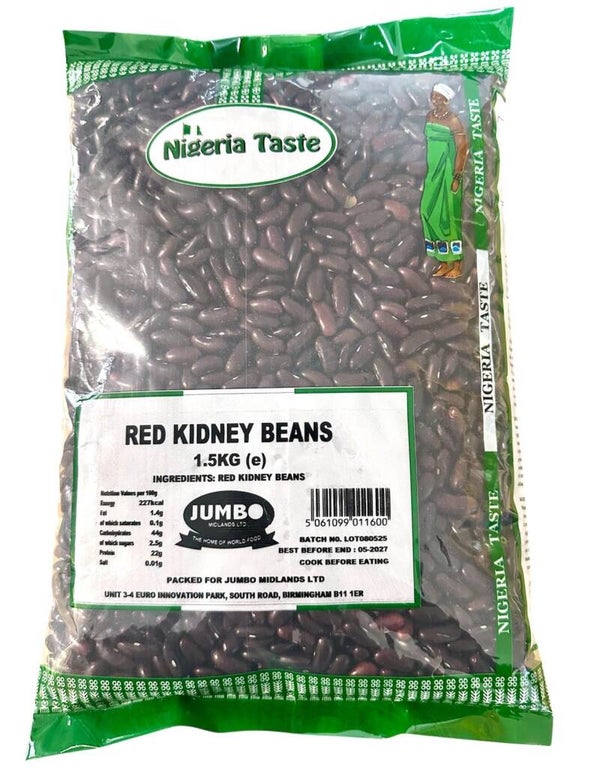 Nigeria Taste
NIGERIA TASTE
NIGERIA TASTE
NIGERIA TASTE
RED KIDNEY BEANS
1.5KG (e)
INGREDIENTS: RED KIDNEY BEANS
Nutrition Values per 100g
Energy 227kcal
Fat 1.4g
of which saturates 0.1g
Carbohydrates 44g
of which sugars 2.5g
Protein 22g
Salt 0.01g
JUMBO
MIDLANDS LTD
THE HOME OF WORLD FOOD
5 061099 011600
BATCH NO. LOT080525
BEST BEFORE END : 05-2027
COOK BEFORE EATING
PACKED FOR JUMBO MIDLANDS LTD
UNIT 3-4 EURO INNOVATION PARK, SOUTH ROAD, BIRMINGHAM B11 1ER